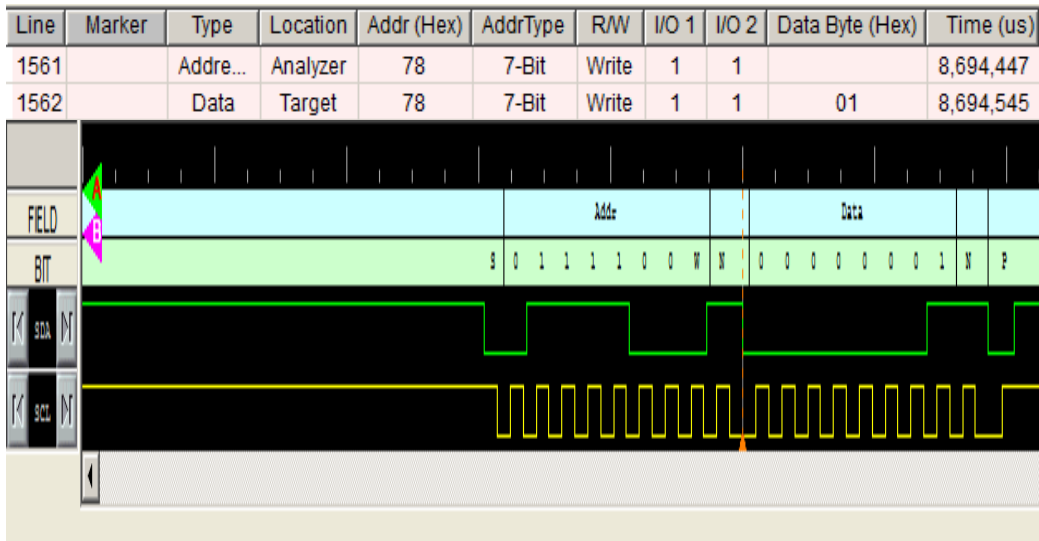 Line Marker Type Location Addr (Hex) AddrType R/W I/O 1 I/O 2 Data Byte (Hex) Time (us)
1561 Addre... Analyzer 78 7-Bit Write 1 1 8,694,447
1562 Data Target 78 7-Bit Write 1 1 01 8,694,545
A
FIELD Addr Data
B
BIT S 0 1 1 1 1 0 0 W N 0 0 0 0 0 0 0 1 N P
SDA
SCL